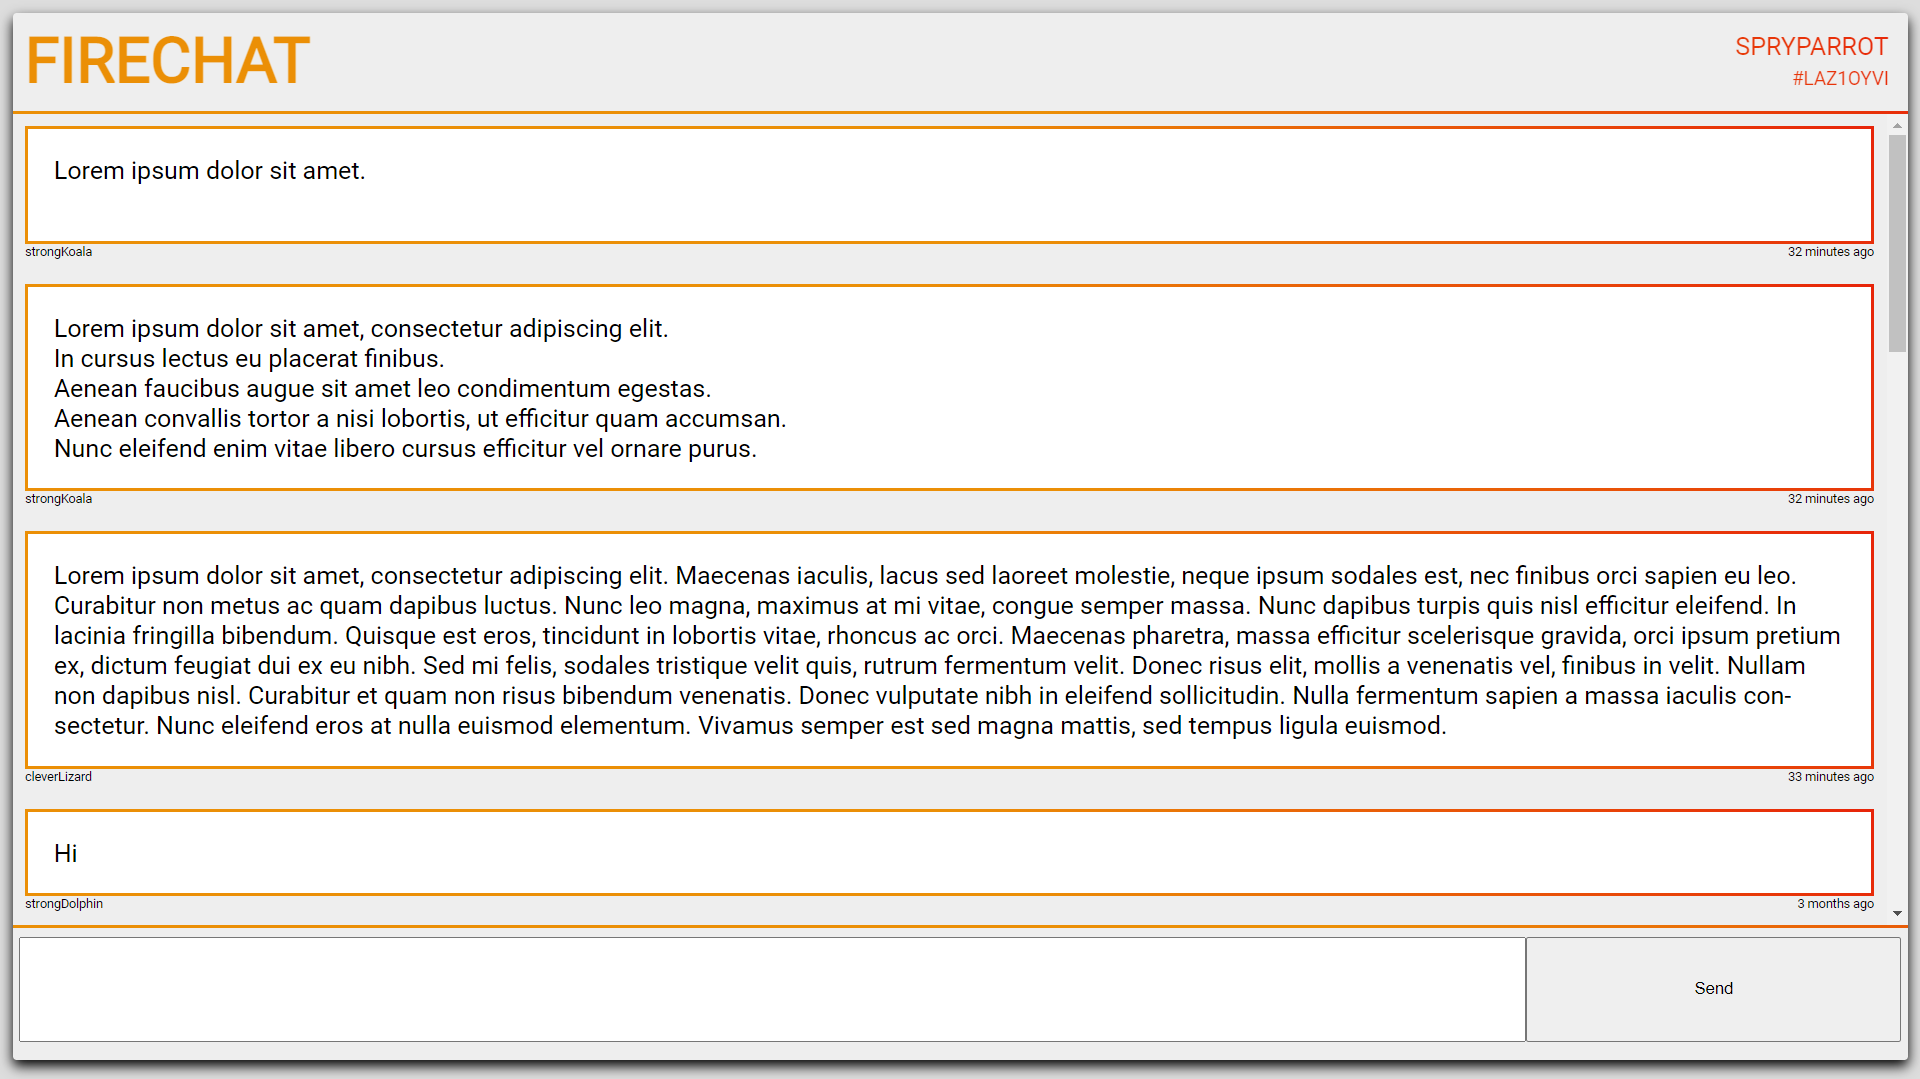 FIRECHAT
SPRYPARROT
#LAZ1OYVI
Lorem ipsum dolor sit amet.
strongKoala
32 minutes ago
Lorem ipsum dolor sit amet, consectetur adipiscing elit.
In cursus lectus eu placerat finibus.
Aenean faucibus augue sit amet leo condimentum egestas.
Aenean convallis tortor a nisi lobortis, ut efficitur quam accumsan.
Nunc eleifend enim vitae libero cursus efficitur vel ornare purus.
strongKoala
32 minutes ago
Lorem ipsum dolor sit amet, consectetur adipiscing elit. Maecenas iaculis, lacus sed laoreet molestie, neque ipsum sodales est, nec finibus orci sapien eu leo.
Curabitur non metus ac quam dapibus luctus. Nunc leo magna, maximus at mi vitae, congue semper massa. Nunc dapibus turpis quis nisl efficitur eleifend. In
lacinia fringilla bibendum. Quisque est eros, tincidunt in lobortis vitae, rhoncus ac orci. Maecenas pharetra, massa efficitur scelerisque gravida, orci ipsum pretium
ex, dictum feugiat dui ex eu nibh. Sed mi felis, sodales tristique velit quis, rutrum fermentum velit. Donec risus elit, mollis a venenatis vel, finibus in velit. Nullam
non dapibus nisl. Curabitur et quam non risus bibendum venenatis. Donec vulputate nibh in eleifend sollicitudin. Nulla fermentum sapien a massa iaculis con-
sectetur. Nunc eleifend eros at nulla euismod elementum. Vivamus semper est sed magna mattis, sed tempus ligula euismod.
cleverLizard
33 minutes ago
Hi
strongDolphin
3 months ago
Send